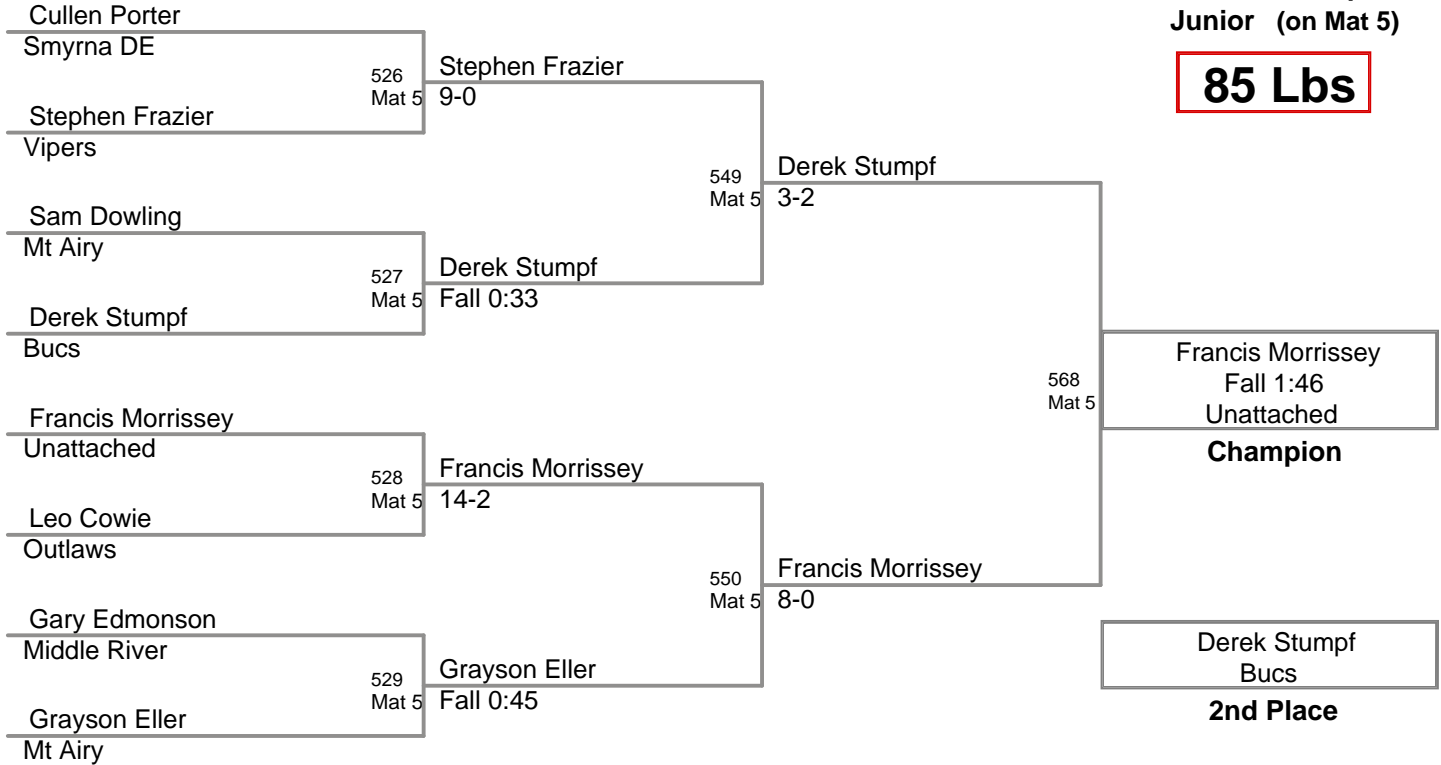 Junior (on Mat 5)
85 Lbs
Cullen Porter
Smyrna DE
526
Mat 5
Stephen Frazier
9-0
Stephen Frazier
Vipers
549
Mat 5
Derek Stumpf
3-2
Sam Dowling
Mt Airy
527
Mat 5
Derek Stumpf
Fall 0:33
Derek Stumpf
Bucs
568
Mat 5
Francis Morrissey
Fall 1:46
Unattached
Champion
Francis Morrissey
Unattached
528
Mat 5
Francis Morrissey
14-2
Leo Cowie
Outlaws
550
Mat 5
Francis Morrissey
8-0
Gary Edmonson
Middle River
529
Mat 5
Grayson Eller
Fall 0:45
Grayson Eller
Mt Airy
Derek Stumpf
Bucs
2nd Place